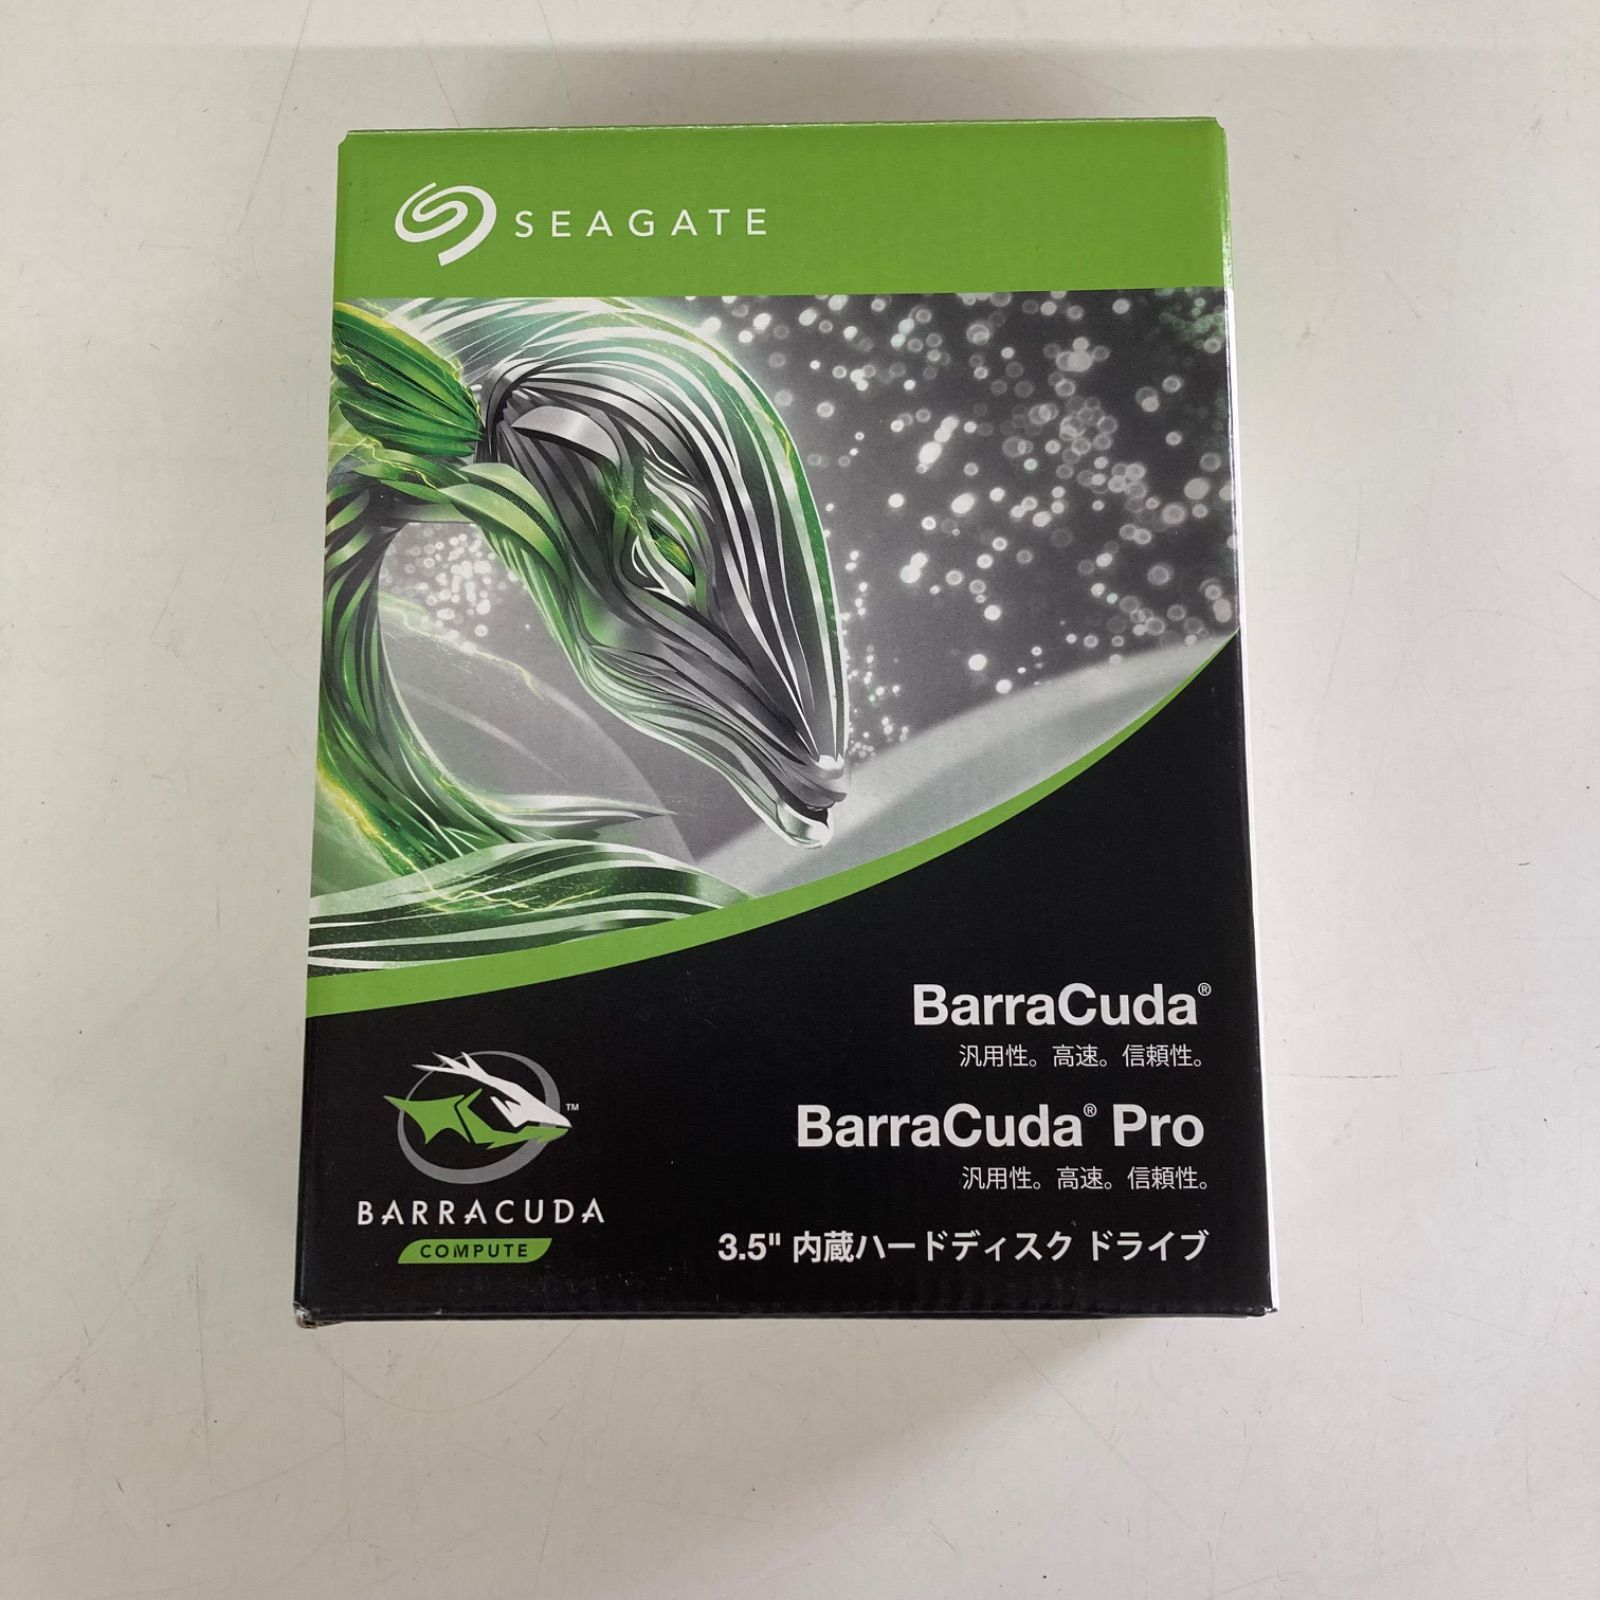 SEAGATE
BarraCuda®
汎用性。高速。信頼性。
BarraCuda® Pro
汎用性。高速。信頼性。
3.5" 内蔵ハードディスク ドライブ
™
BARRACUDA
COMPUTE